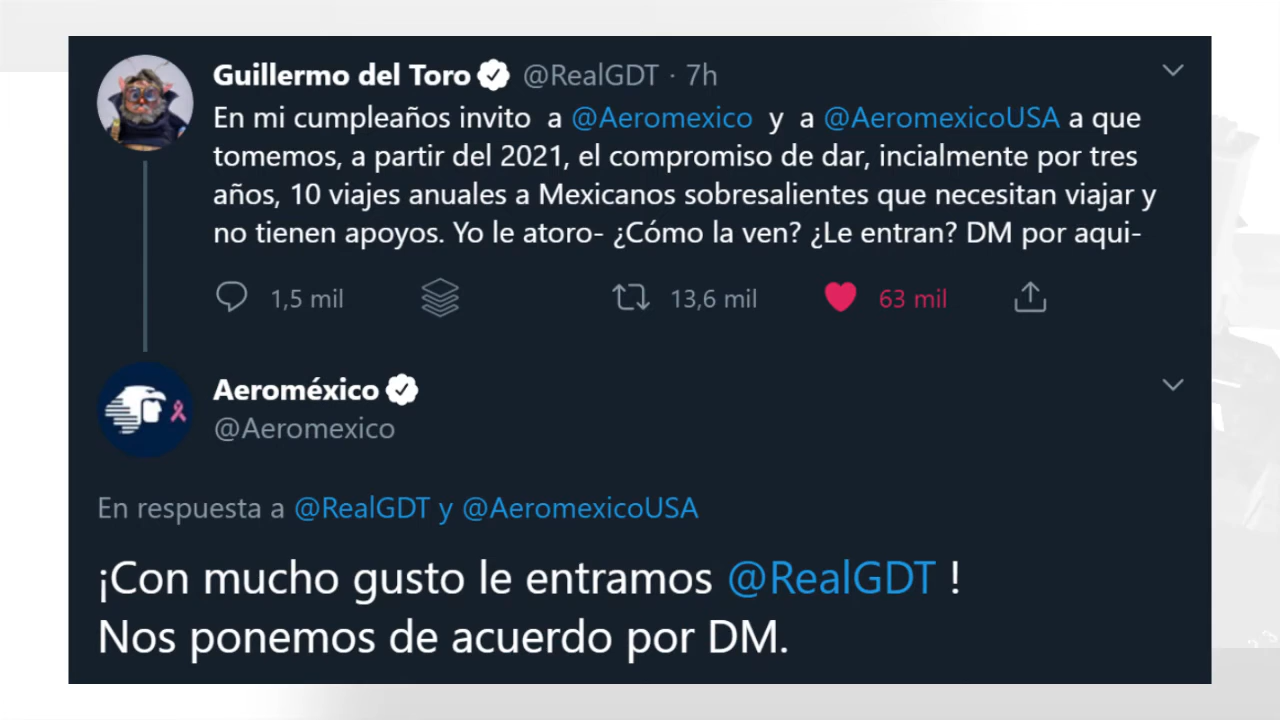 Guillermo del Toro @RealGDT · 7h
En mi cumpleaños invito a @Aeromexico y a @AeromexicoUSA a que
tomemos, a partir del 2021, el compromiso de dar, incialmente por tres
años, 10 viajes anuales a Mexicanos sobresalientes que necesitan viajar y
no tienen apoyos. Yo le atoro- ¿Cómo la ven? ¿Le entran? DM por aqui-
1,5 mil 13,6 mil 63 mil
Aeroméxico
@Aeromexico
En respuesta a @RealGDT y @AeromexicoUSA
¡Con mucho gusto le entramos @RealGDT !
Nos ponemos de acuerdo por DM.